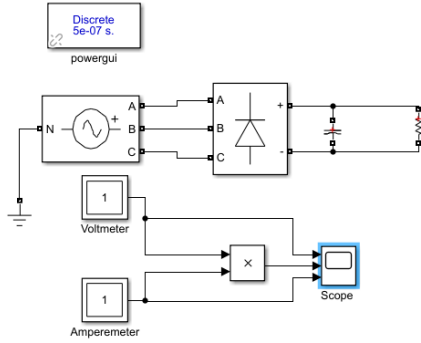 Discrete
5e-07 s.
powergui
A
N
+
B
C
A
B
C
+
-
1
Voltmeter
×
1
Scope
Amperemeter